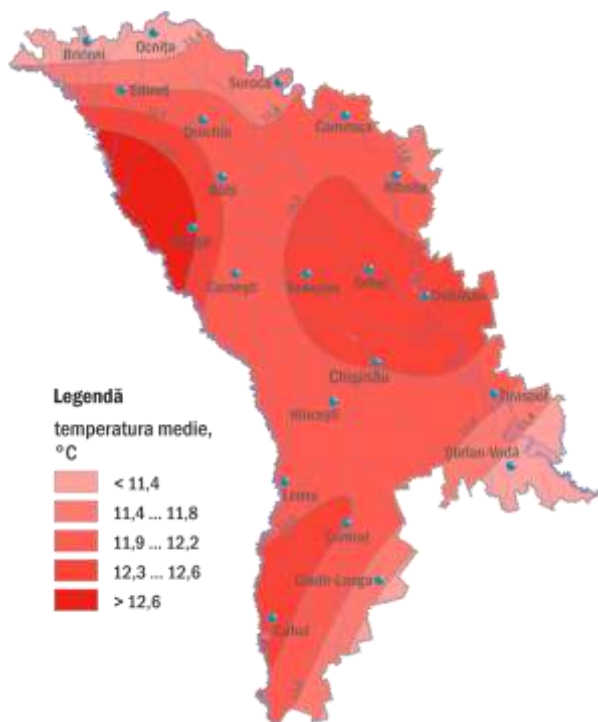 Ocnița
Briceni
Soroca
Edineț
Camenca
Drochia
Rîbnița
Bălți
Fălești
Cornești
Orhei
Dubăsari
Chișinău
Tiraspol
Hîncești
Ștefan-Vodă
Leova
Comrat
Ceadîr-Lunga
Cahul
Legendă
temperatura medie,
°C
< 11,4
11,4 ... 11,8
11,9 ... 12,2
12,3 ... 12,6
> 12,6